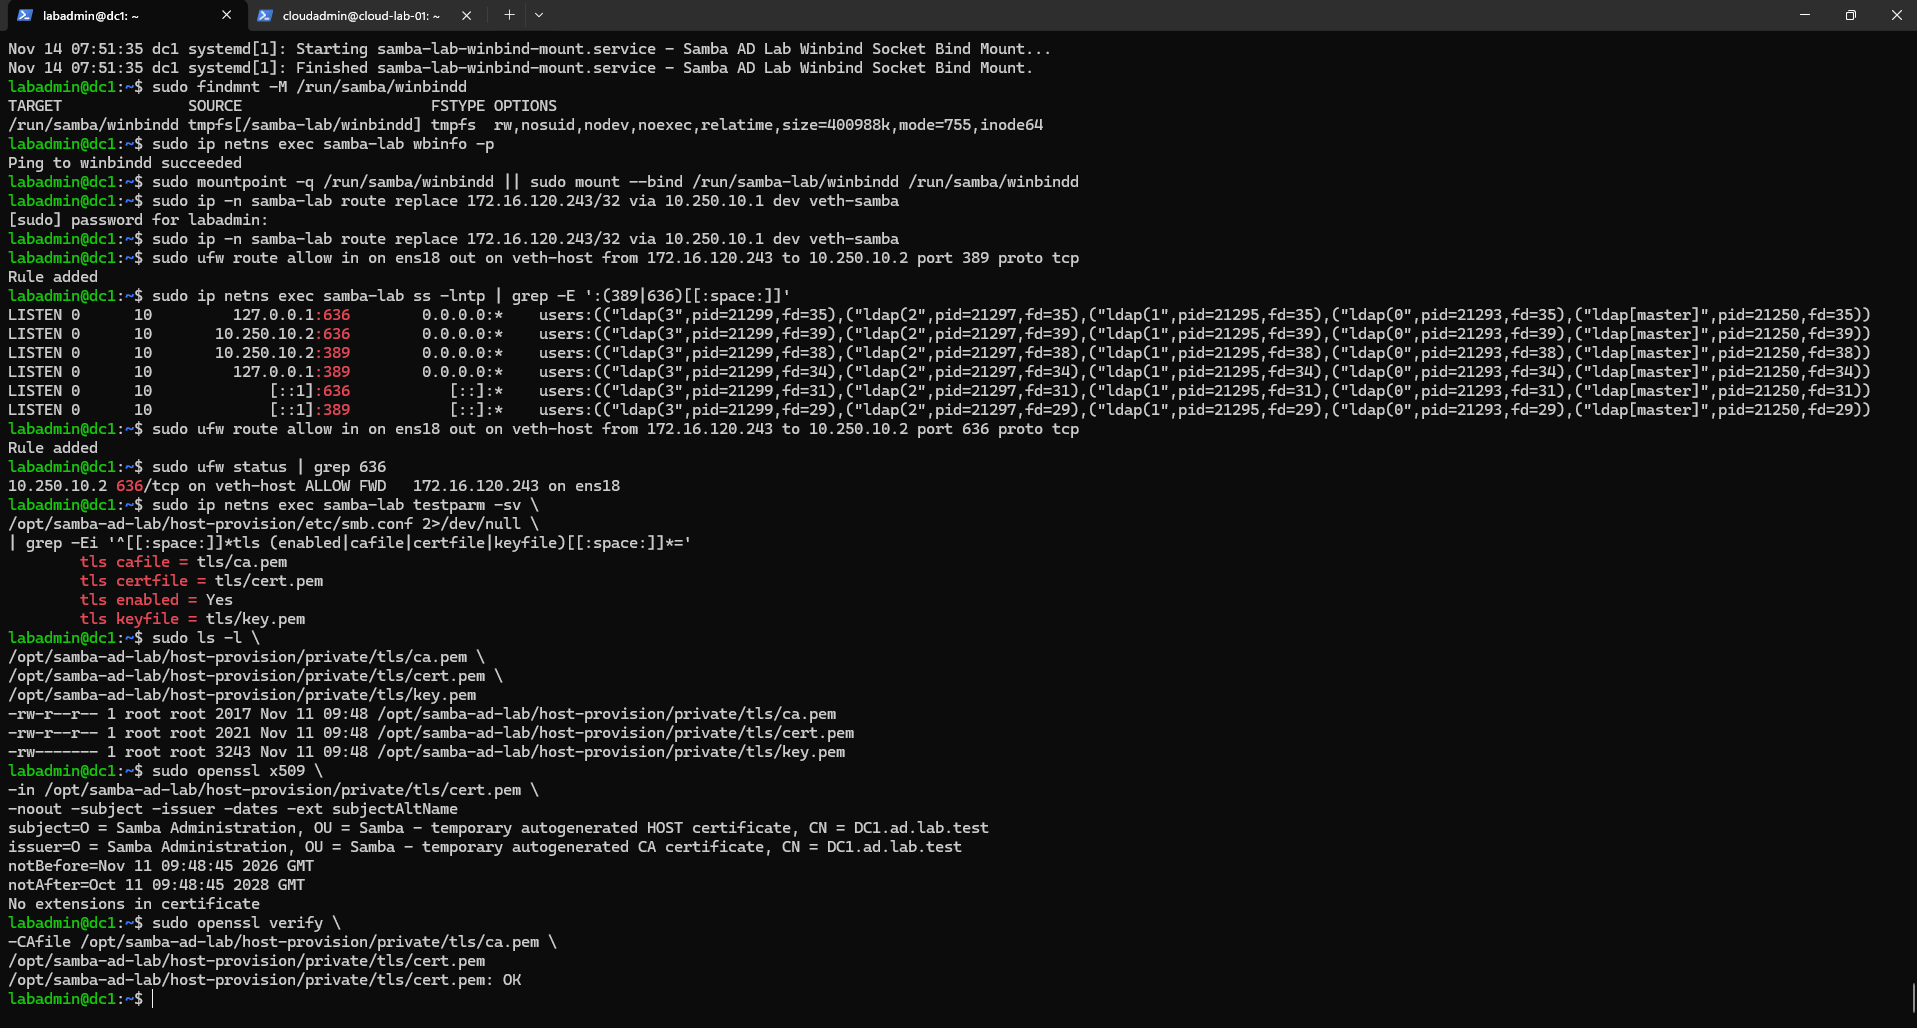 labadmin@dc1: ~
cloudadmin@cloud-lab-01: ~
Nov 14 07:51:35 dc1 systemd[1]: Starting samba-lab-winbind-mount.service - Samba AD Lab Winbind Socket Bind Mount...
Nov 14 07:51:35 dc1 systemd[1]: Finished samba-lab-winbind-mount.service - Samba AD Lab Winbind Socket Bind Mount.
labadmin@dc1:~$ sudo findmnt -M /run/samba/winbindd
TARGET              SOURCE                     FSTYPE OPTIONS
/run/samba/winbindd tmpfs[/samba-lab/winbindd] tmpfs  rw,nosuid,nodev,noexec,relatime,size=400988k,mode=755,inode64
labadmin@dc1:~$ sudo ip netns exec samba-lab wbinfo -p
Ping to winbindd succeeded
labadmin@dc1:~$ sudo mountpoint -q /run/samba/winbindd || sudo mount --bind /run/samba-lab/winbindd /run/samba/winbindd
labadmin@dc1:~$ sudo ip -n samba-lab route replace 172.16.120.243/32 via 10.250.10.1 dev veth-samba
[sudo] password for labadmin:
labadmin@dc1:~$ sudo ip -n samba-lab route replace 172.16.120.243/32 via 10.250.10.1 dev veth-samba
labadmin@dc1:~$ sudo ufw route allow in on ens18 out on veth-host from 172.16.120.243 to 10.250.10.2 port 389 proto tcp
Rule added
labadmin@dc1:~$ sudo ip netns exec samba-lab ss -lntp | grep -E ':(389|636)[[:space:]]'
LISTEN 0      10         127.0.0.1:636        0.0.0.0:*    users:(("ldap(3",pid=21299,fd=35),("ldap(2",pid=21297,fd=35),("ldap(1",pid=21295,fd=35),("ldap(0",pid=21293,fd=35),("ldap[master]",pid=21250,fd=35))
LISTEN 0      10       10.250.10.2:636        0.0.0.0:*    users:(("ldap(3",pid=21299,fd=39),("ldap(2",pid=21297,fd=39),("ldap(1",pid=21295,fd=39),("ldap(0",pid=21293,fd=39),("ldap[master]",pid=21250,fd=39))
LISTEN 0      10       10.250.10.2:389        0.0.0.0:*    users:(("ldap(3",pid=21299,fd=38),("ldap(2",pid=21297,fd=38),("ldap(1",pid=21295,fd=38),("ldap(0",pid=21293,fd=38),("ldap[master]",pid=21250,fd=38))
LISTEN 0      10         127.0.0.1:389        0.0.0.0:*    users:(("ldap(3",pid=21299,fd=34),("ldap(2",pid=21297,fd=34),("ldap(1",pid=21295,fd=34),("ldap(0",pid=21293,fd=34),("ldap[master]",pid=21250,fd=34))
LISTEN 0      10             [::1]:636           [::]:*    users:(("ldap(3",pid=21299,fd=31),("ldap(2",pid=21297,fd=31),("ldap(1",pid=21295,fd=31),("ldap(0",pid=21293,fd=31),("ldap[master]",pid=21250,fd=31))
LISTEN 0      10             [::1]:389           [::]:*    users:(("ldap(3",pid=21299,fd=29),("ldap(2",pid=21297,fd=29),("ldap(1",pid=21295,fd=29),("ldap(0",pid=21293,fd=29),("ldap[master]",pid=21250,fd=29))
labadmin@dc1:~$ sudo ufw route allow in on ens18 out on veth-host from 172.16.120.243 to 10.250.10.2 port 636 proto tcp
Rule added
labadmin@dc1:~$ sudo ufw status | grep 636
10.250.10.2 636/tcp on veth-host ALLOW FWD   172.16.120.243 on ens18
labadmin@dc1:~$ sudo ip netns exec samba-lab testparm -sv \
/opt/samba-ad-lab/host-provision/etc/smb.conf 2>/dev/null \
| grep -Ei '^[[:space:]]*tls (enabled|cafile|certfile|keyfile)[[:space:]]*='
        tls cafile = tls/ca.pem
        tls certfile = tls/cert.pem
        tls enabled = Yes
        tls keyfile = tls/key.pem
labadmin@dc1:~$ sudo ls -l \
/opt/samba-ad-lab/host-provision/private/tls/ca.pem \
/opt/samba-ad-lab/host-provision/private/tls/cert.pem \
/opt/samba-ad-lab/host-provision/private/tls/key.pem
-rw-r--r-- 1 root root 2017 Nov 11 09:48 /opt/samba-ad-lab/host-provision/private/tls/ca.pem
-rw-r--r-- 1 root root 2021 Nov 11 09:48 /opt/samba-ad-lab/host-provision/private/tls/cert.pem
-rw------- 1 root root 3243 Nov 11 09:48 /opt/samba-ad-lab/host-provision/private/tls/key.pem
labadmin@dc1:~$ sudo openssl x509 \
-in /opt/samba-ad-lab/host-provision/private/tls/cert.pem \
-noout -subject -issuer -dates -ext subjectAltName
subject=O = Samba Administration, OU = Samba - temporary autogenerated HOST certificate, CN = DC1.ad.lab.test
issuer=O = Samba Administration, OU = Samba - temporary autogenerated CA certificate, CN = DC1.ad.lab.test
notBefore=Nov 11 09:48:45 2026 GMT
notAfter=Oct 11 09:48:45 2028 GMT
No extensions in certificate
labadmin@dc1:~$ sudo openssl verify \
-CAfile /opt/samba-ad-lab/host-provision/private/tls/ca.pem \
/opt/samba-ad-lab/host-provision/private/tls/cert.pem
/opt/samba-ad-lab/host-provision/private/tls/cert.pem: OK
labadmin@dc1:~$